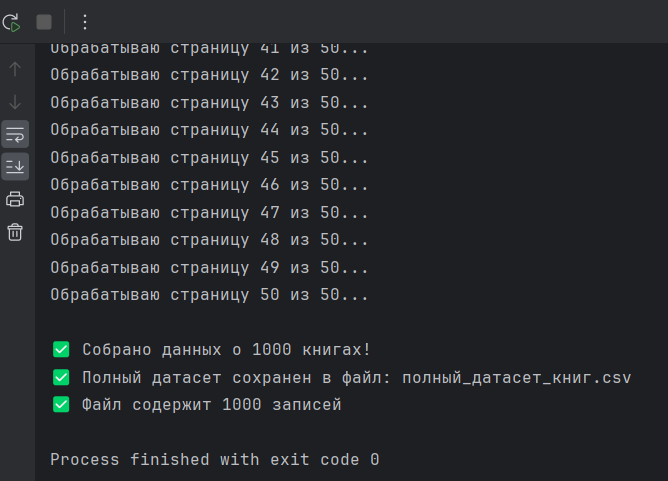 Обрабатываю страницу 41 из 50...
Обрабатываю страницу 42 из 50...
Обрабатываю страницу 43 из 50...
Обрабатываю страницу 44 из 50...
Обрабатываю страницу 45 из 50...
Обрабатываю страницу 46 из 50...
Обрабатываю страницу 47 из 50...
Обрабатываю страницу 48 из 50...
Обрабатываю страницу 49 из 50...
Обрабатываю страницу 50 из 50...
✅ Собрано данных о 1000 книгах!
✅ Полный датасет сохранен в файл: полный_датасет_книг.csv
✅ Файл содержит 1000 записей
Process finished with exit code 0